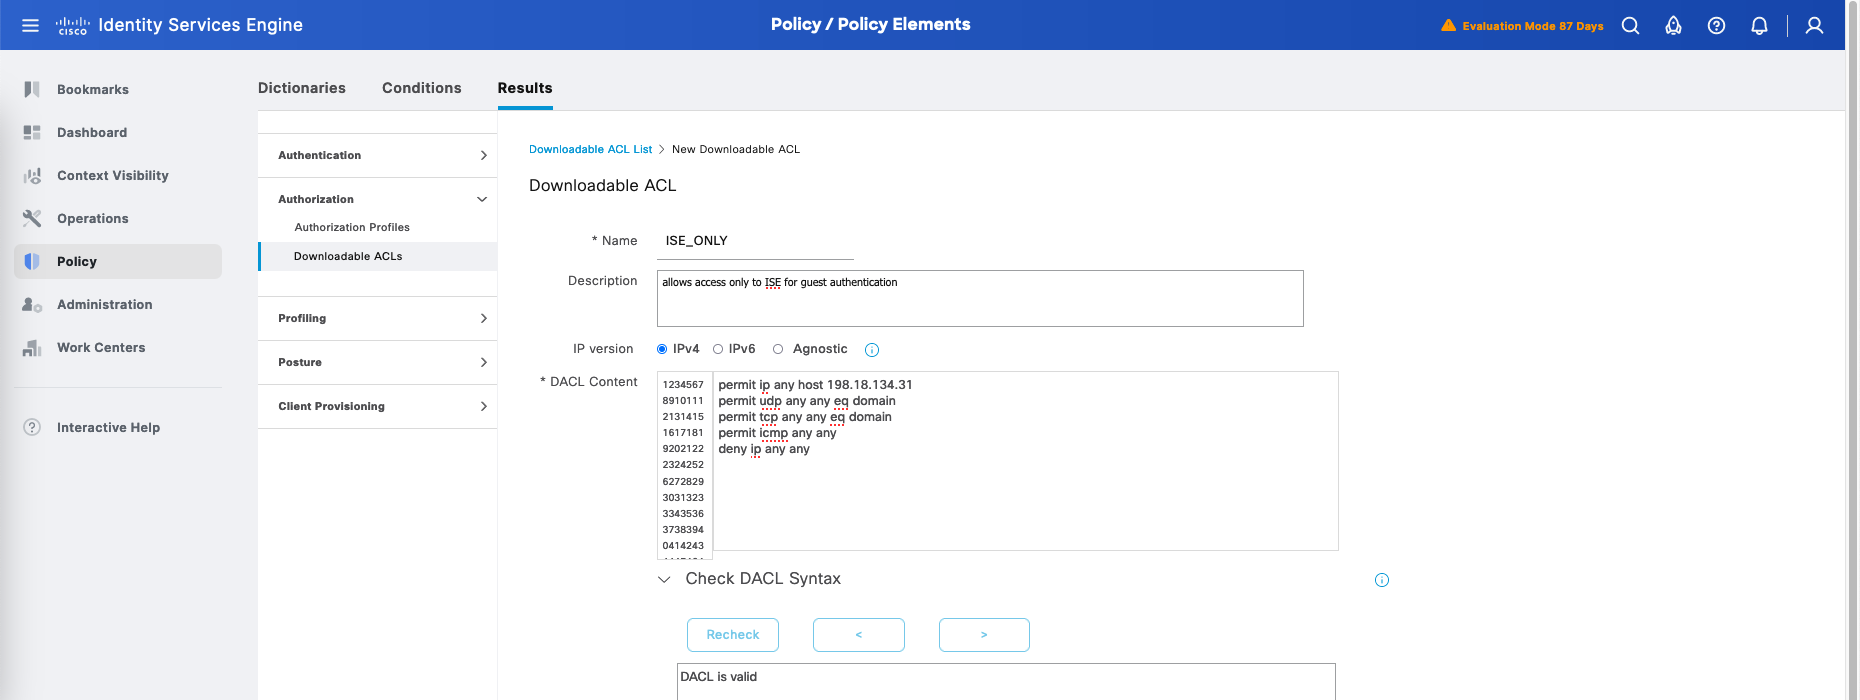 CISCO
Identity Services Engine
Policy / Policy Elements
Evaluation Mode 87 Days
Bookmarks
Dashboard
Context Visibility
Operations
Policy
Administration
Work Centers
Interactive Help
Dictionaries
Conditions
Results
Authentication
Authorization
Authorization Profiles
Downloadable ACLs
Profiling
Posture
Client Provisioning
Downloadable ACL List > New Downloadable ACL
Downloadable ACL
* Name ISE_ONLY
Description allows access only to ISE for guest authentication
IP version IPv4 IPv6 Agnostic
* DACL Content
1234567 permit ip any host 198.18.134.31
8910111 permit udp any any eq domain
2131415 permit tcp any any eq domain
1617181 permit icmp any any
9202122 deny ip any any
2324252
6272829
3031323
3343536
3738394
0414243
Check DACL Syntax
Recheck < >
DACL is valid